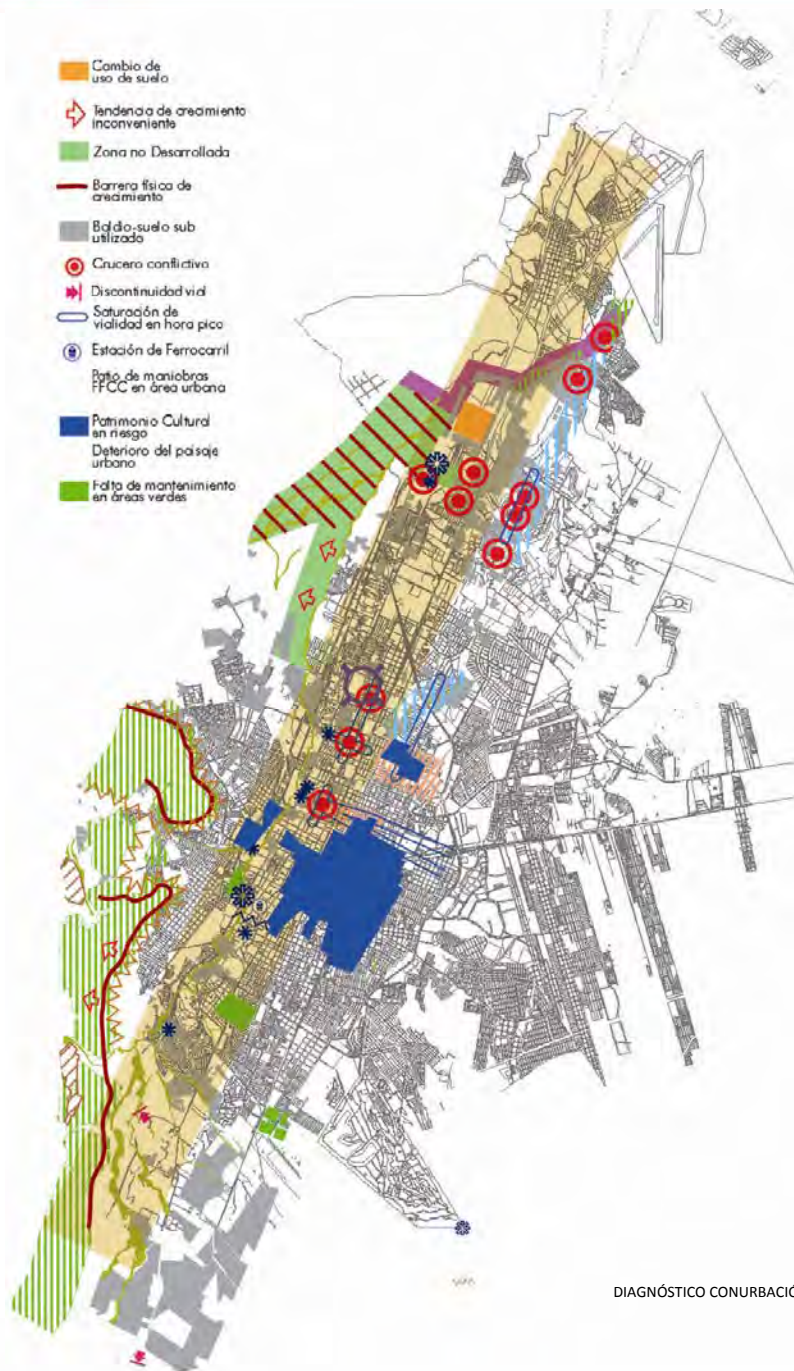 Cambio de
uso de suelo
Tendencia de crecimiento
inconveniente
Zona no Desarrollada
Barrera física de
crecimiento
Baldio-suelo sub
utilizado
Crucero conflictivo
Discontinuidad vial
Saturación de
vialidad en hora pico
Estación de Ferrocarril
Patio de maniobras
FFCC en área urbana
Patrimonio Cultural
en riesgo
Deterioro del paisaje
urbano
Falta de mantenimiento
en áreas verdes
DIAGNÓSTICO CONURBACIÓ